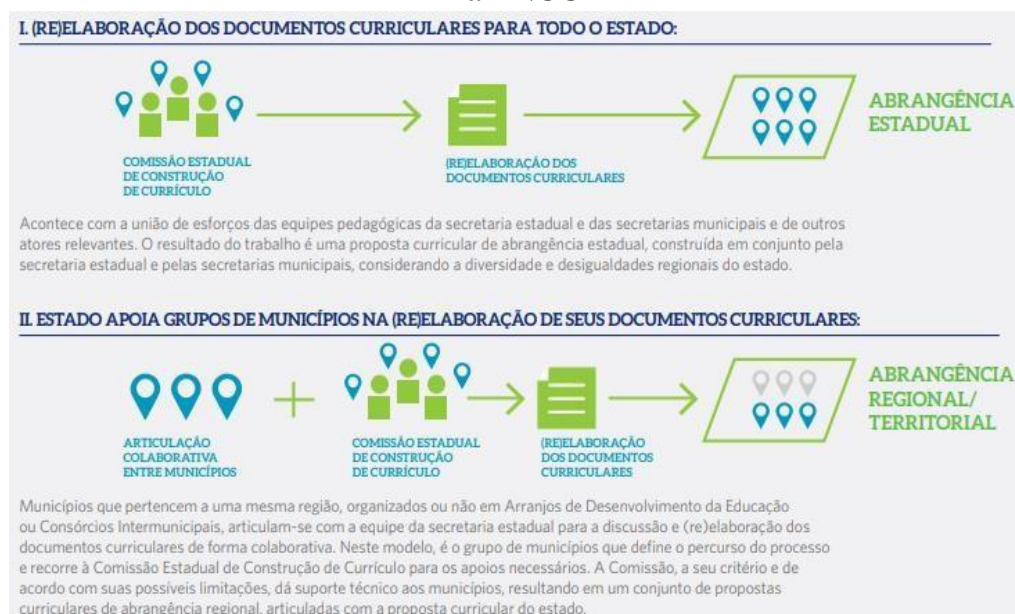 I. (RE)ELABORAÇÃO DOS DOCUMENTOS CURRICULARES PARA TODO O ESTADO:
COMISSÃO ESTADUAL
DE CONSTRUÇÃO
DE CURRÍCULO
(RE)ELABORAÇÃO DOS
DOCUMENTOS CURRICULARES
ABRANGÊNCIA
ESTADUAL
Acontece com a união de esforços das equipes pedagógicas da secretaria estadual e das secretarias municipais e de outros
atores relevantes. O resultado do trabalho é uma proposta curricular de abrangência estadual, construída em conjunto pela
secretaria estadual e pelas secretarias municipais, considerando a diversidade e desigualdades regionais do estado.
II. ESTADO APOIA GRUPOS DE MUNICÍPIOS NA (RE)ELABORAÇÃO DE SEUS DOCUMENTOS CURRICULARES:
ARTICULAÇÃO
COLABORATIVA
ENTRE MUNICÍPIOS
COMISSÃO ESTADUAL
DE CONSTRUÇÃO
DE CURRÍCULO
(RE)ELABORAÇÃO
DOS DOCUMENTOS
CURRICULARES
ABRANGÊNCIA
REGIONAL/
TERRITORIAL
Municípios que pertencem a uma mesma região, organizados ou não em Arranjos de Desenvolvimento da Educação
ou Consórcios Intermunicipais, articulam-se com a equipe da secretaria estadual para a discussão e (re)elaboração dos
documentos curriculares de forma colaborativa. Neste modelo, é o grupo de municípios que define o percurso do processo
e recorre à Comissão Estadual de Construção de Currículo para os apoios necessários. A Comissão, a seu critério e de
acordo com suas possíveis limitações, dá suporte técnico aos municípios, resultando em um conjunto de propostas
curriculares de abrangência regional, articuladas com a proposta curricular do estado.